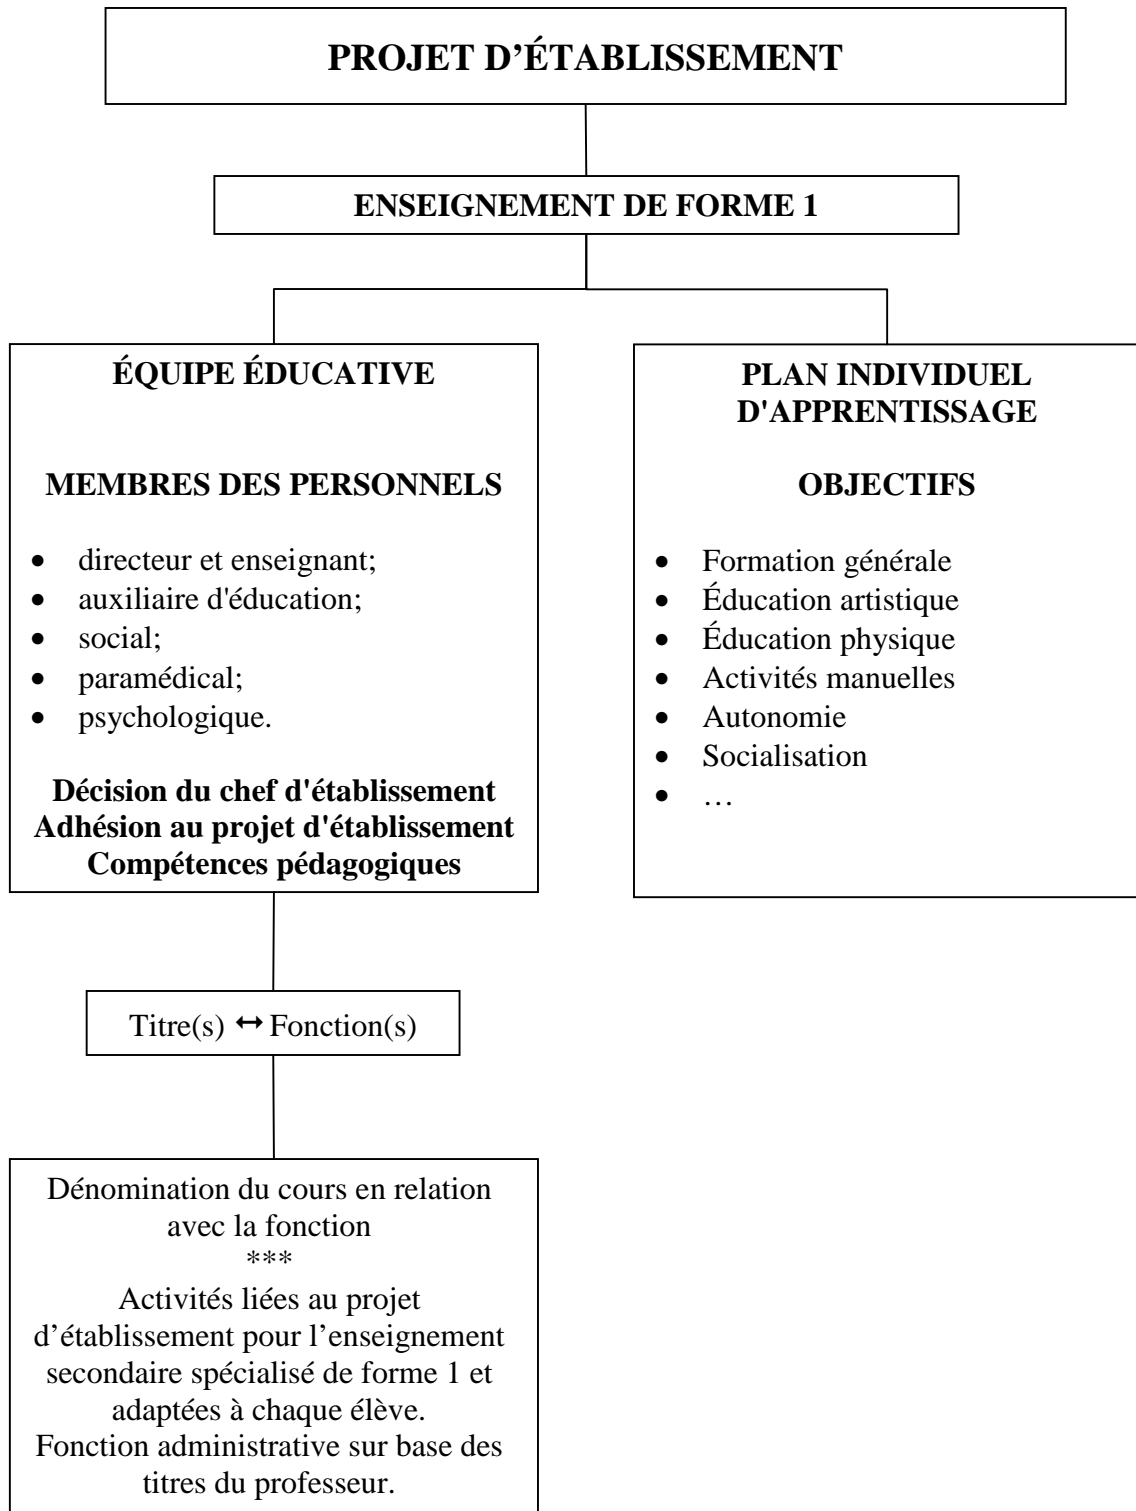 PROJET D’ÉTABLISSEMENT
ENSEIGNEMENT DE FORME 1
ÉQUIPE ÉDUCATIVE
MEMBRES DES PERSONNELS
• directeur et enseignant;
• auxiliaire d'éducation;
• social;
• paramédical;
• psychologique.
Décision du chef d'établissement
Adhésion au projet d'établissement
Compétences pédagogiques
PLAN INDIVIDUEL
D'APPRENTISSAGE
OBJECTIFS
• Formation générale
• Éducation artistique
• Éducation physique
• Activités manuelles
• Autonomie
• Socialisation
• …
Titre(s) ↔ Fonction(s)
Dénomination du cours en relation
avec la fonction
***
Activités liées au projet
d’établissement pour l’enseignement
secondaire spécialisé de forme 1 et
adaptées à chaque élève.
Fonction administrative sur base des
titres du professeur.